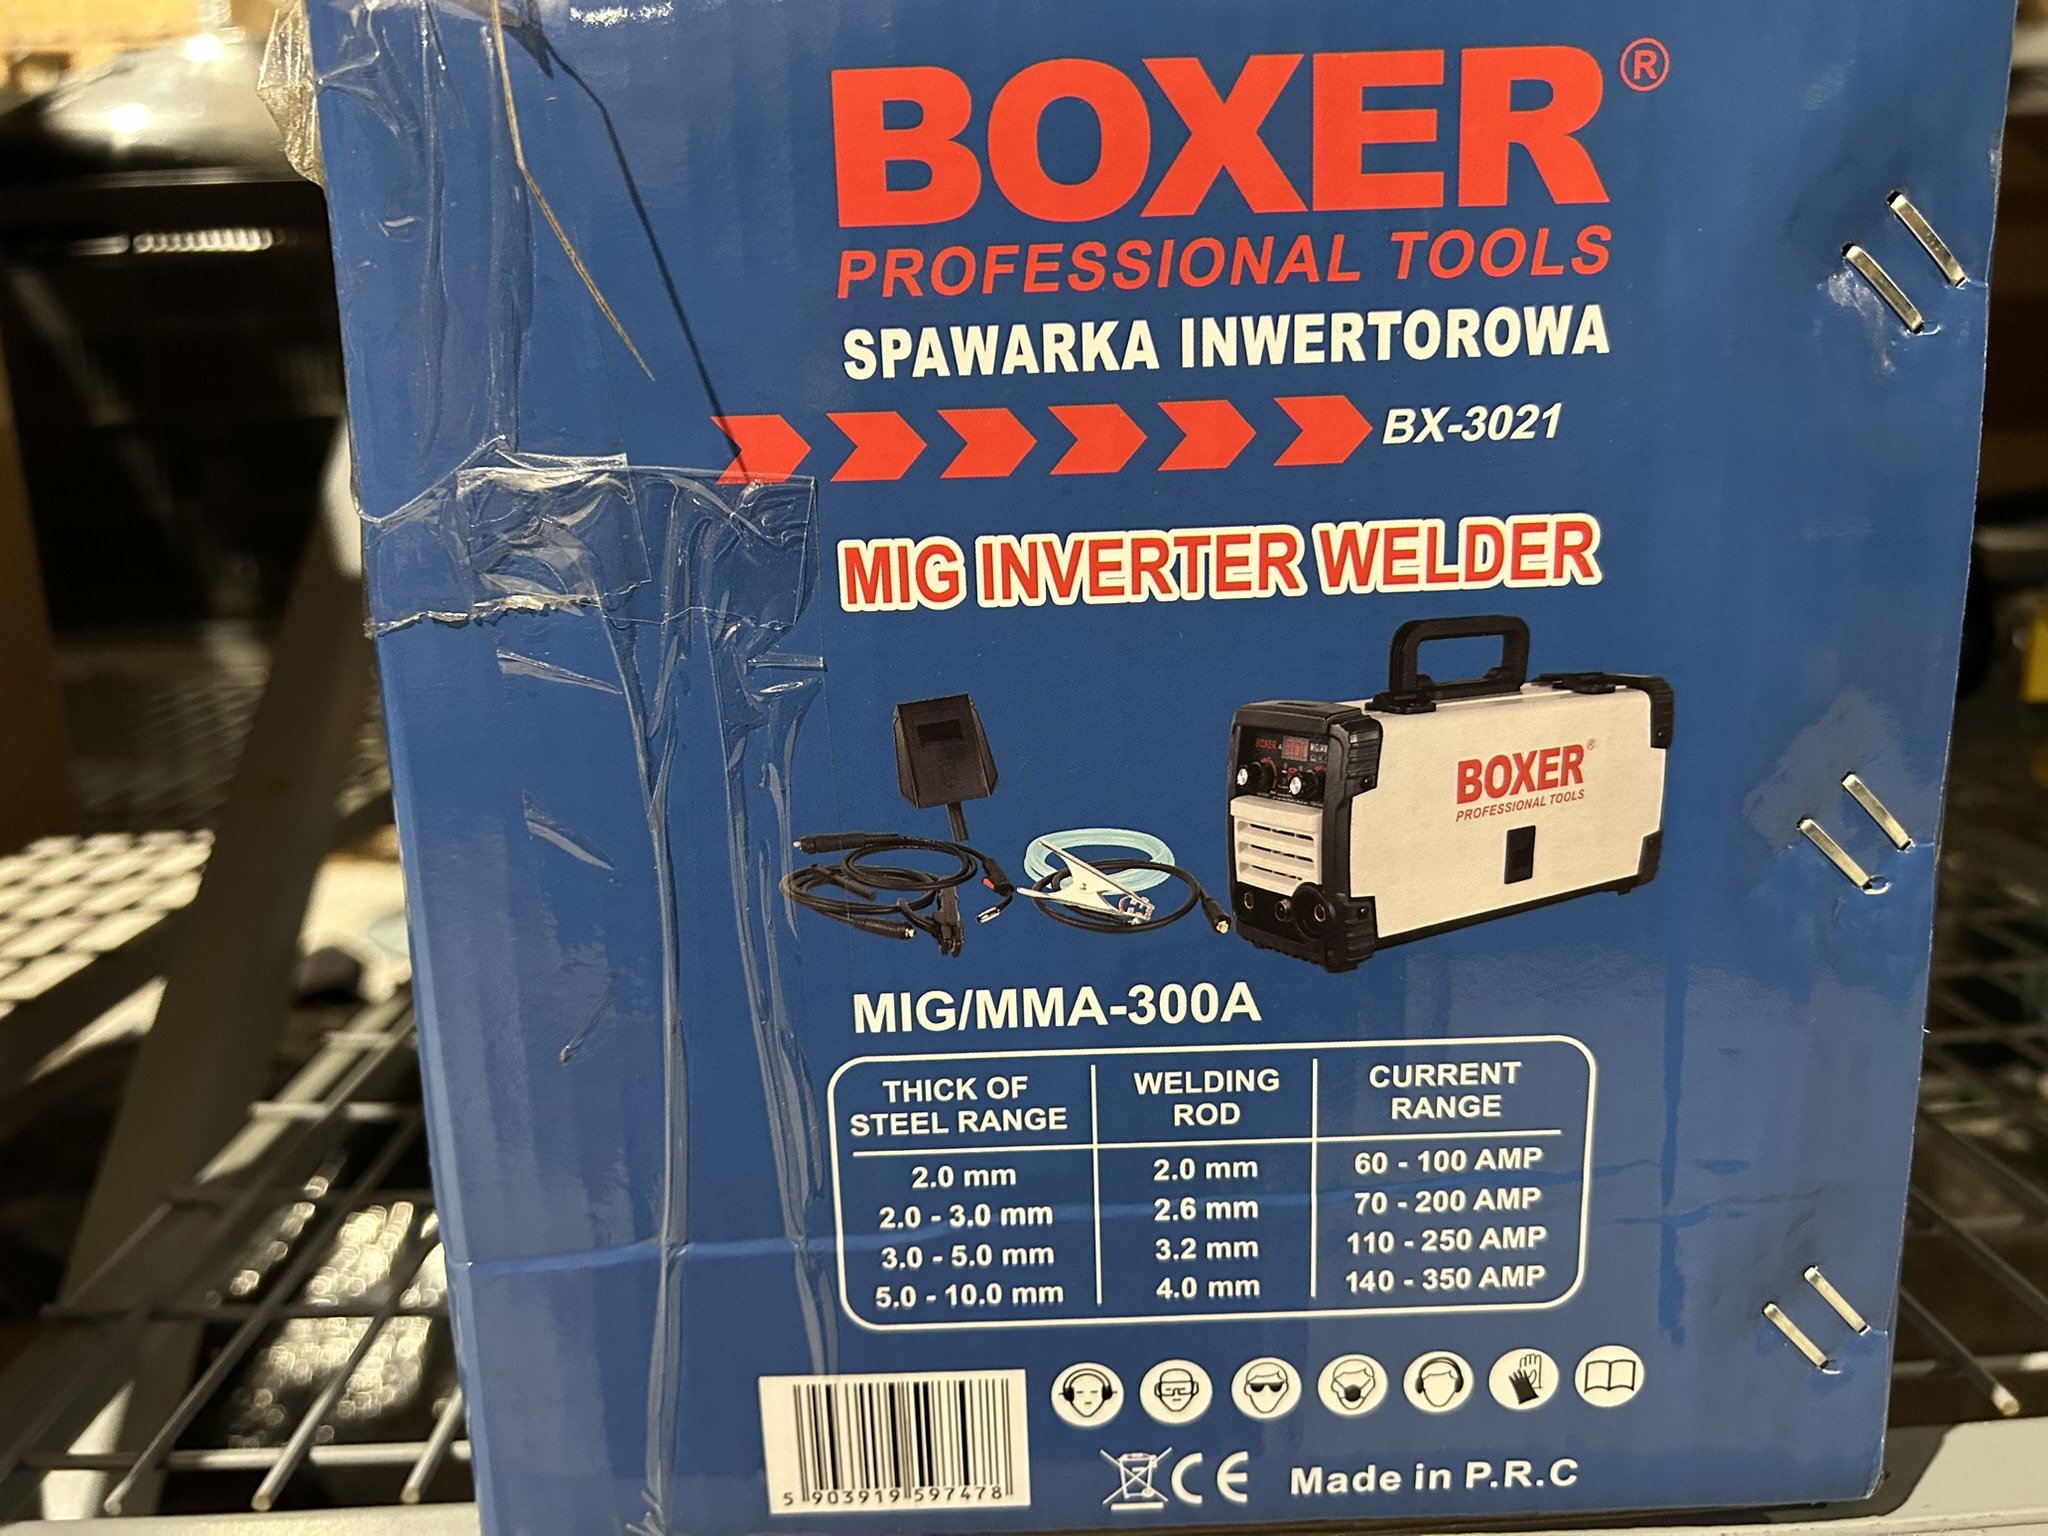 BOXER®
PROFESSIONAL TOOLS
SPAWARKA INWERTOROWA
BX-3021
MIG INVERTER WELDER
BOXER
BOXER®
PROFESSIONAL TOOLS
MIG/MMA-300A
THICK OF STEEL RANGE
WELDING ROD
CURRENT RANGE
2.0 mm 2.0 mm 60 - 100 AMP
2.0 - 3.0 mm 2.6 mm 70 - 200 AMP
3.0 - 5.0 mm 3.2 mm 110 - 250 AMP
5.0 - 10.0 mm 4.0 mm 140 - 350 AMP
5 903919 597478
CE Made in P.R.C